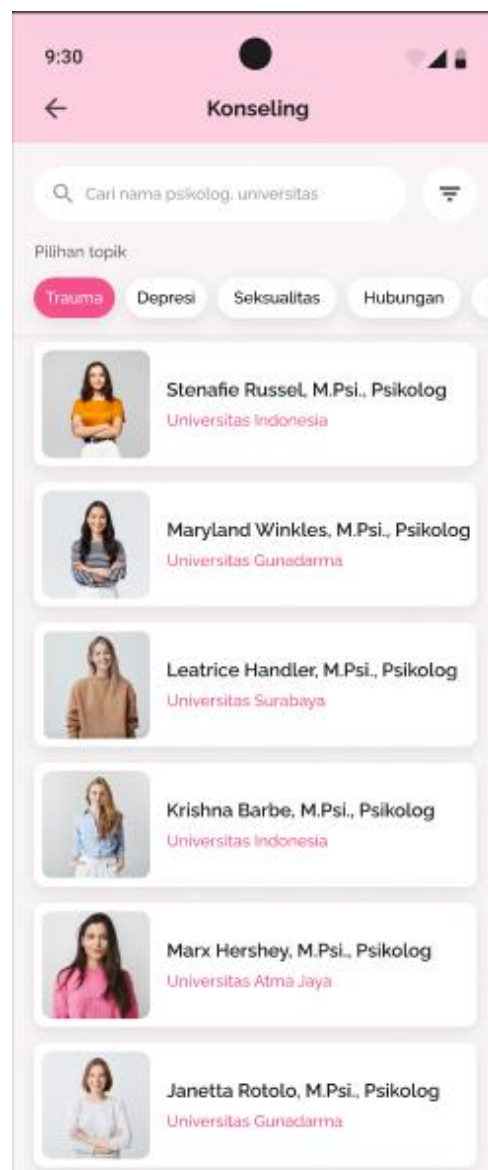 9:30
Konseling
Cari nama psikolog, universitas
Pilihan topik
Trauma Depresi Seksualitas Hubungan
Stenafie Russel, M.Psi., Psikolog
Universitas Indonesia
Maryland Winkles, M.Psi., Psikolog
Universitas Gunadarma
Leatrice Handler, M.Psi., Psikolog
Universitas Surabaya
Krishna Barbe, M.Psi., Psikolog
Universitas Indonesia
Marx Hershey, M.Psi., Psikolog
Universitas Atma Jaya
Janetta Rotolo, M.Psi., Psikolog
Universitas Gunadarma